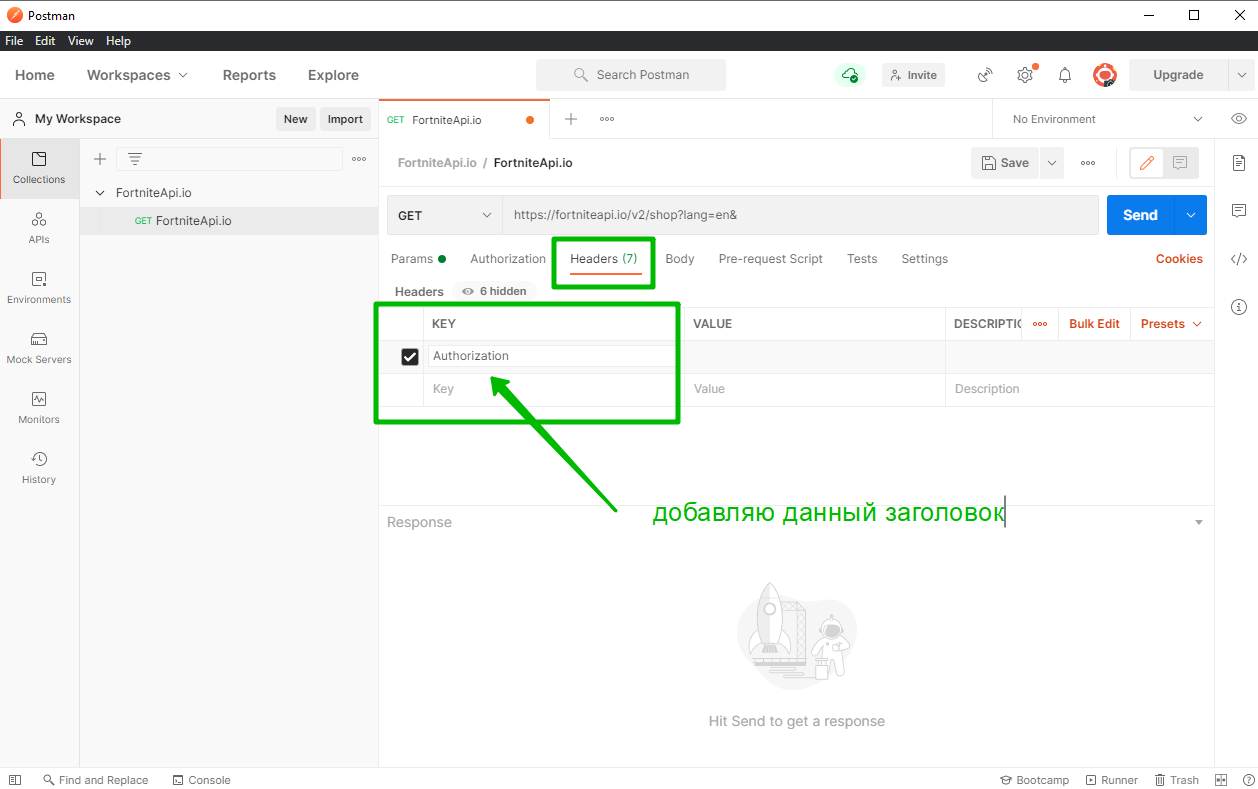 Postman
File Edit View Help
Home Workspaces Reports Explore Search Postman Invite Upgrade
My Workspace New Import
GET FortniteApi.io
No Environment
Collections
APIs
Environments
Mock Servers
Monitors
History
FortniteApi.io
GET FortniteApi.io
FortniteApi.io / FortniteApi.io Save
GET https://fortniteapi.io/v2/shop?lang=en& Send
Params Authorization Headers (7) Body Pre-request Script Tests Settings Cookies
Headers 6 hidden
KEY VALUE DESCRIPTIO Bulk Edit Presets
Authorization
Key Value Description
добавляю данный заголовок
Response
Hit Send to get a response
Find and Replace Console Bootcamp Runner Trash